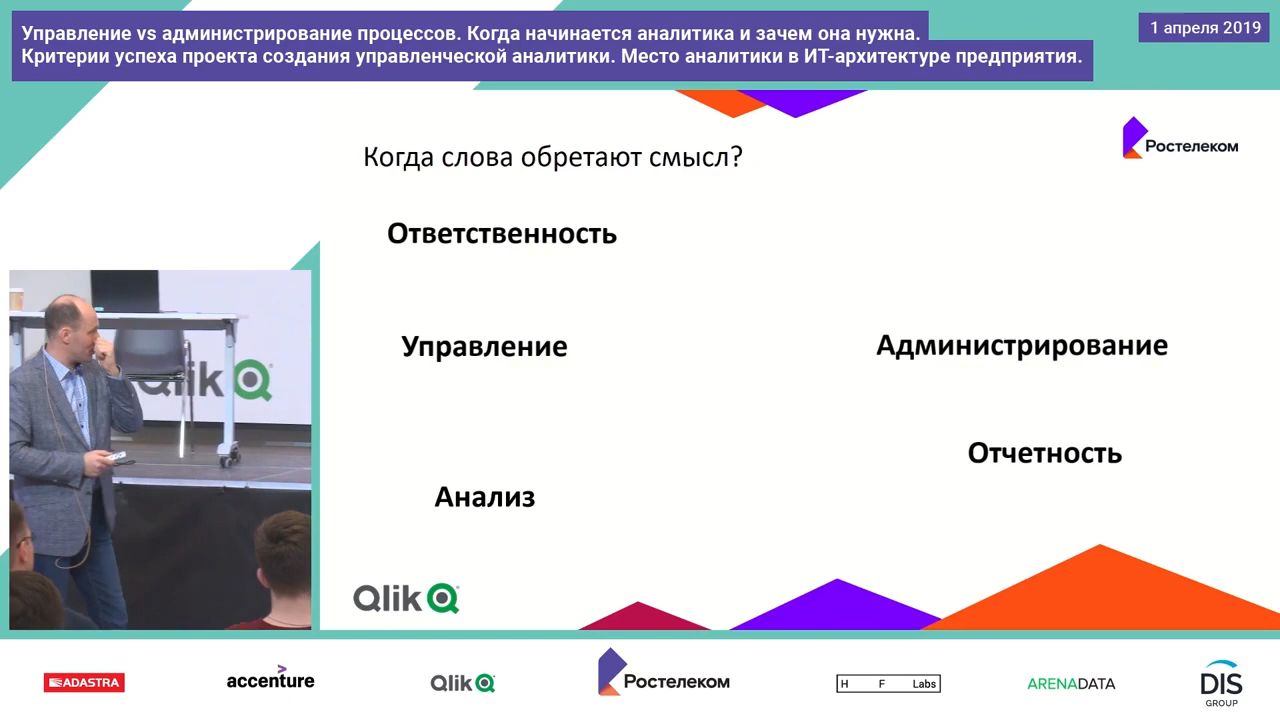 Управление vs администрирование процессов. Когда начинается аналитика и зачем она нужна.
Критерии успеха проекта создания управленческой аналитики. Место аналитики в ИТ-архитектуре предприятия.
1 апреля 2019
Ростелеком
Когда слова обретают смысл?
Ответственность
Управление
Администрирование
Отчетность
Анализ
Qlik
Qlik
ADASTRA
accenture
Qlik
Ростелеком
H F Labs
ARENADATA
DIS
GROUP